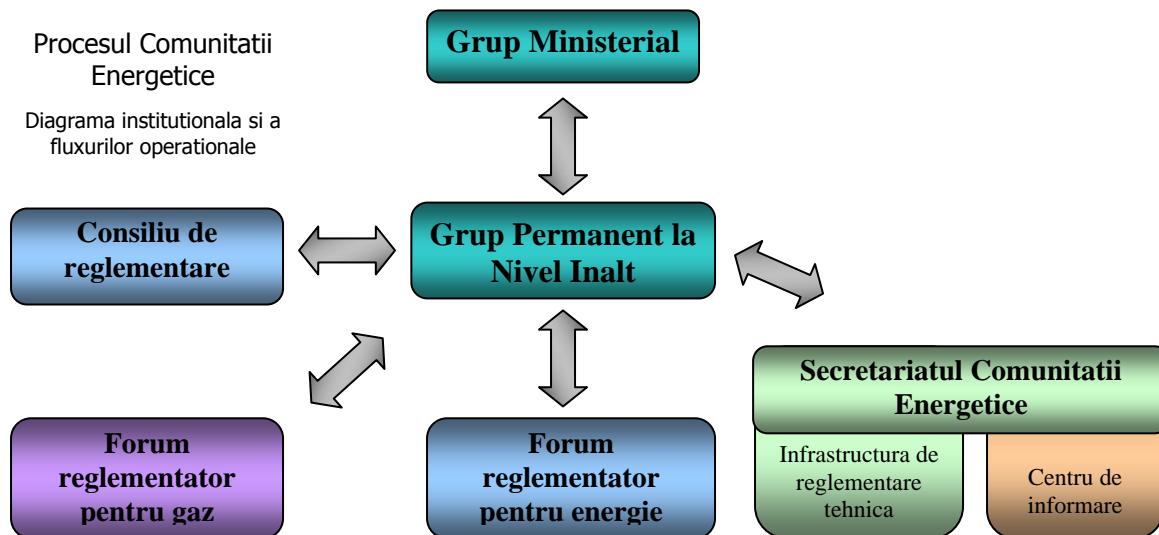 Procesul Comunitatii
Energetice
Diagrama institutionala si a
fluxurilor operationale
Grup Ministerial
Consiliu de
reglementare
Grup Permanent la
Nivel Inalt
Secretariatul Comunitatii
Energetice
Infrastructura de
reglementare
tehnica
Centru de
informare
Forum
reglementator
pentru gaz
Forum
reglementator
pentru energie